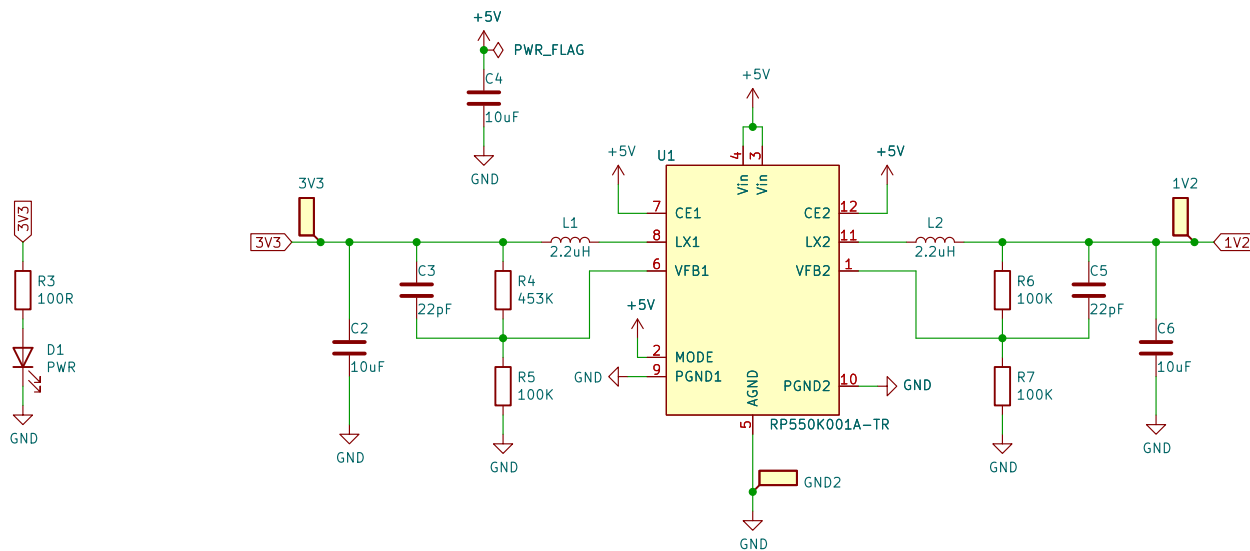 +5V
PWR_FLAG
C4
10uF
GND
+5V
+5V
U1
4
3
Vin
Vin
+5V
3V3
1V2
3V3
7
CE1
CE2
12
L1
L2
3V3
8
LX1
LX2
11
1V2
2.2uH
2.2uH
6
VFB1
VFB2
1
R3
100R
C3
22pF
R4
453K
R6
100K
C5
22pF
+5V
C2
10uF
C6
10uF
D1
PWR
2
MODE
GND
9
PGND1
PGND2
10
GND
AGND
R5
100K
R7
100K
5
RP550K001A-TR
GND
GND
GND
GND
GND
GND2
GND